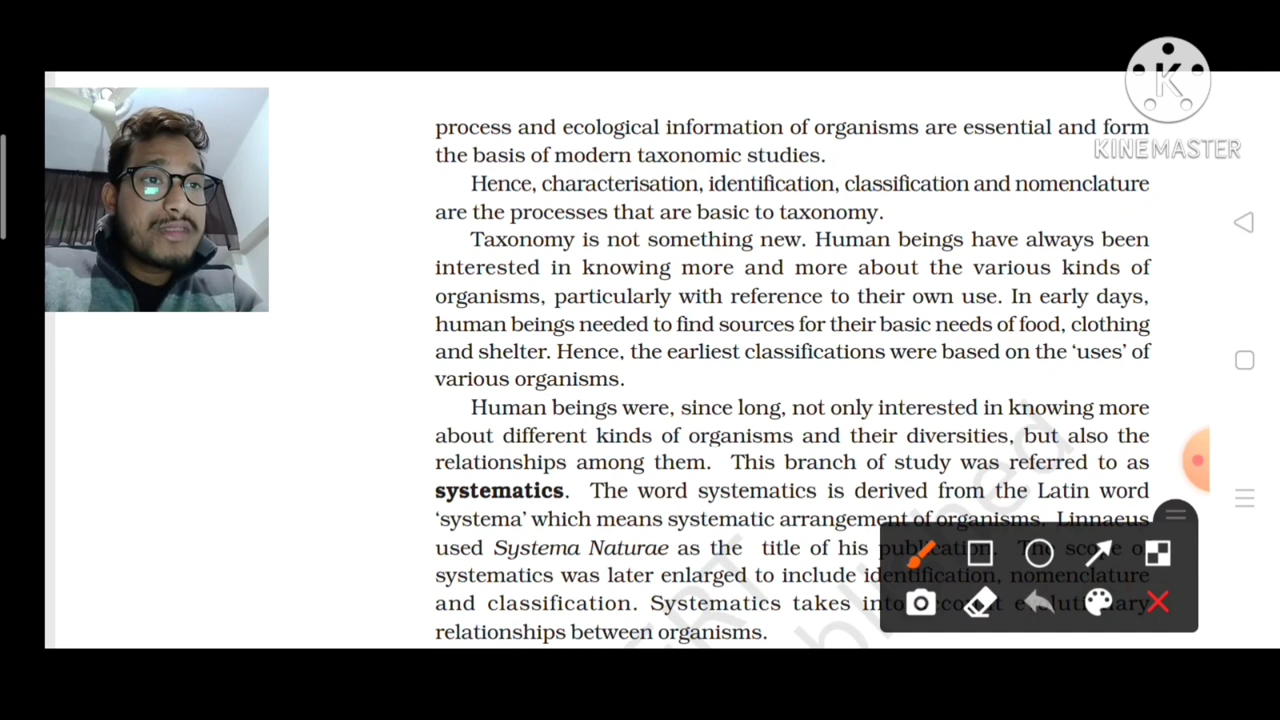 K
KINEMASTER
process and ecological information of organisms are essential and form
the basis of modern taxonomic studies.
Hence, characterisation, identification, classification and nomenclature
are the processes that are basic to taxonomy.
Taxonomy is not something new. Human beings have always been
interested in knowing more and more about the various kinds of
organisms, particularly with reference to their own use. In early days,
human beings needed to find sources for their basic needs of food, clothing
and shelter. Hence, the earliest classifications were based on the ‘uses’ of
various organisms.
Human beings were, since long, not only interested in knowing more
about different kinds of organisms and their diversities, but also the
relationships among them. This branch of study was referred to as
systematics. The word systematics is derived from the Latin word
‘systema’ which means systematic arrangement of organisms. Linnaeus
used Systema Naturae as the title of his publication. The scope o
systematics was later enlarged to include identification, nomenclature
and classification. Systematics takes into account evolutionary
relationships between organisms.